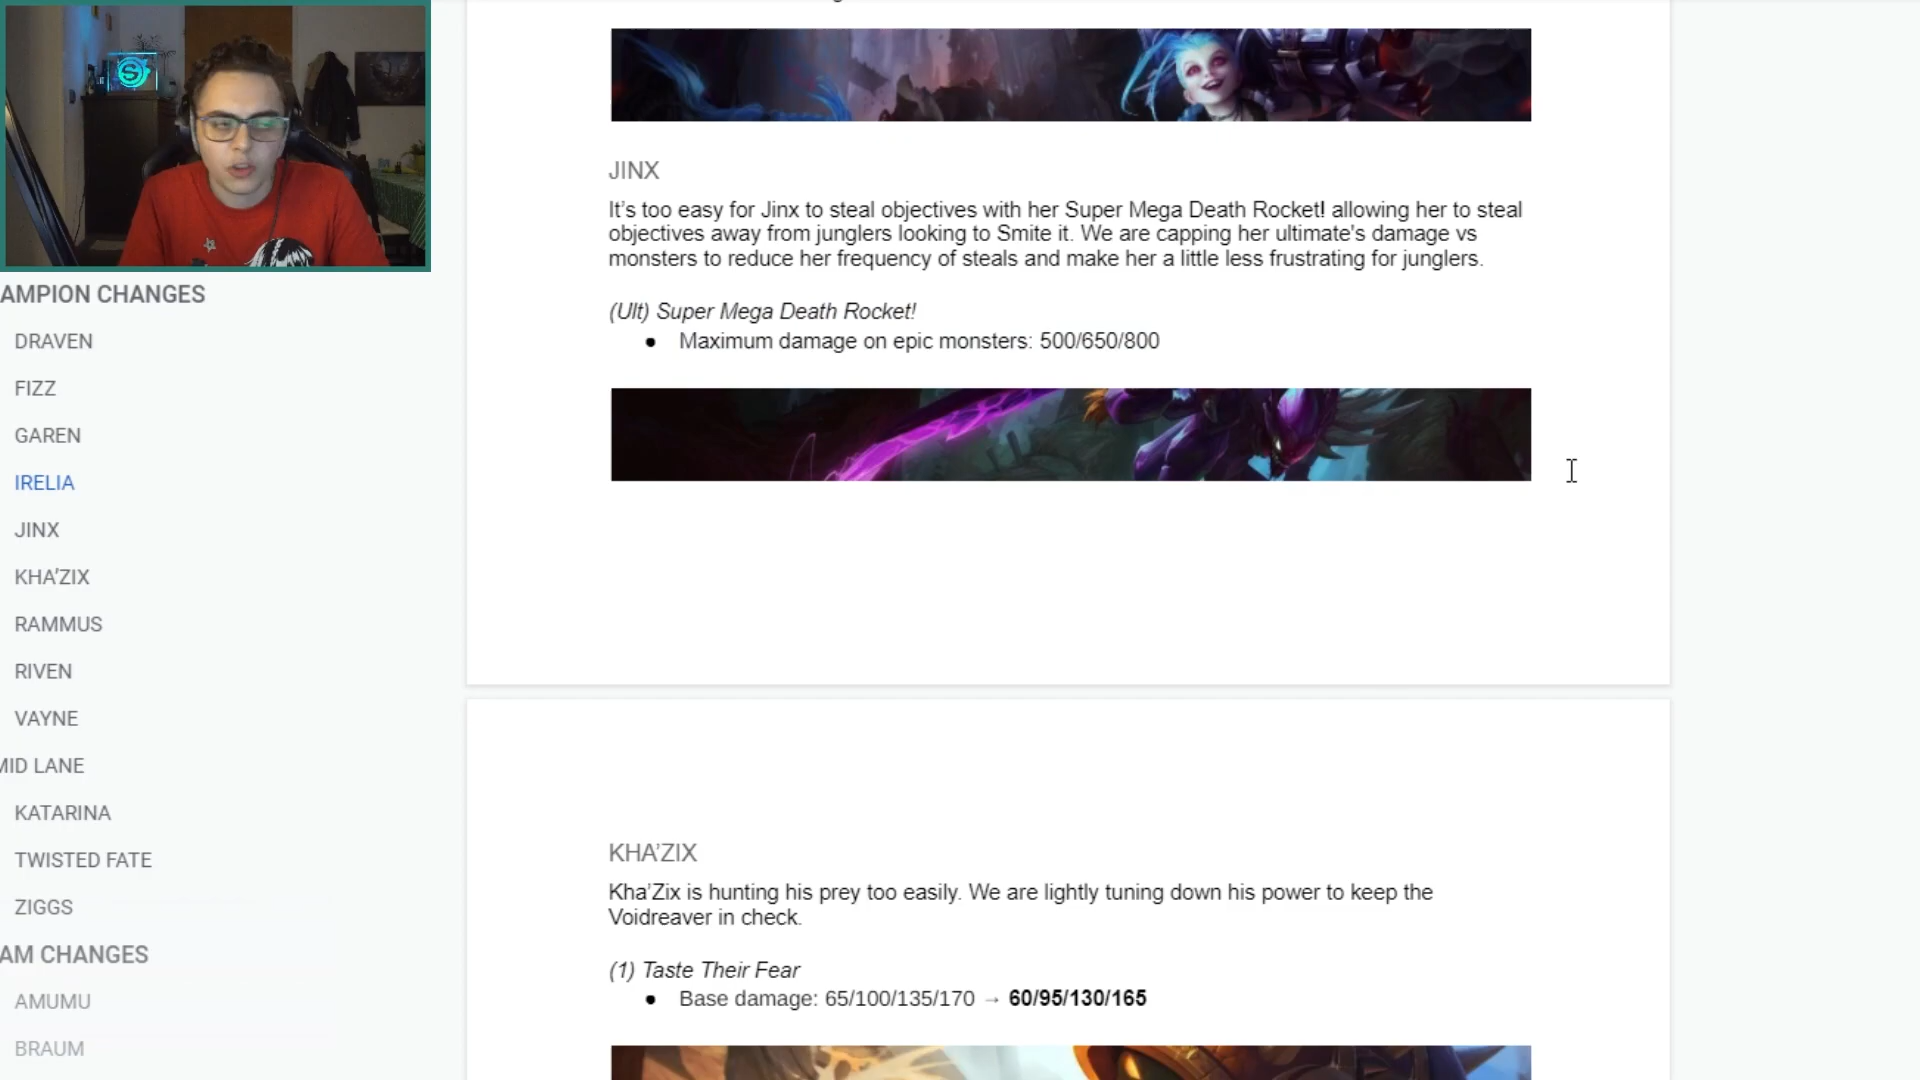 AMPION CHANGES
DRAVEN
FIZZ
GAREN
IRELIA
JINX
KHA'ZIX
RAMMUS
RIVEN
VAYNE
MID LANE
KATARINA
TWISTED FATE
ZIGGS
AM CHANGES
AMUMU
BRAUM
JINX
It's too easy for Jinx to steal objectives with her Super Mega Death Rocket! allowing her to steal
objectives away from junglers looking to Smite it. We are capping her ultimate's damage vs
monsters to reduce her frequency of steals and make her a little less frustrating for junglers.
(Ult) Super Mega Death Rocket!
● Maximum damage on epic monsters: 500/650/800
KHA'ZIX
Kha'Zix is hunting his prey too easily. We are lightly tuning down his power to keep the
Voidreaver in check.
(1) Taste Their Fear
● Base damage: 65/100/135/170 → 60/95/130/165